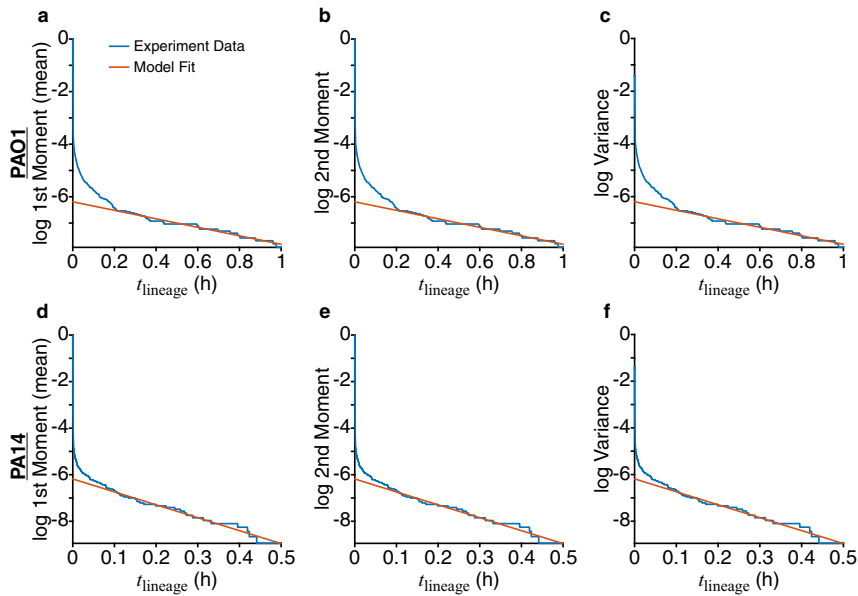 a
b
c
Experiment Data
Model Fit
PAO1
log 1st Moment (mean)
0
-2
-4
-6
0 0.2 0.4 0.6 0.8 1
t lineage (h)
log 2nd Moment
0
-2
-4
-6
0 0.2 0.4 0.6 0.8 1
t lineage (h)
log Variance
0
-2
-4
-6
0 0.2 0.4 0.6 0.8 1
t lineage (h)
d
e
f
PA14
log 1st Moment (mean)
0
-2
-4
-6
-8
0 0.1 0.2 0.3 0.4 0.5
t lineage (h)
log 2nd Moment
0
-2
-4
-6
-8
0 0.1 0.2 0.3 0.4 0.5
t lineage (h)
log Variance
0
-2
-4
-6
-8
0 0.1 0.2 0.3 0.4 0.5
t lineage (h)